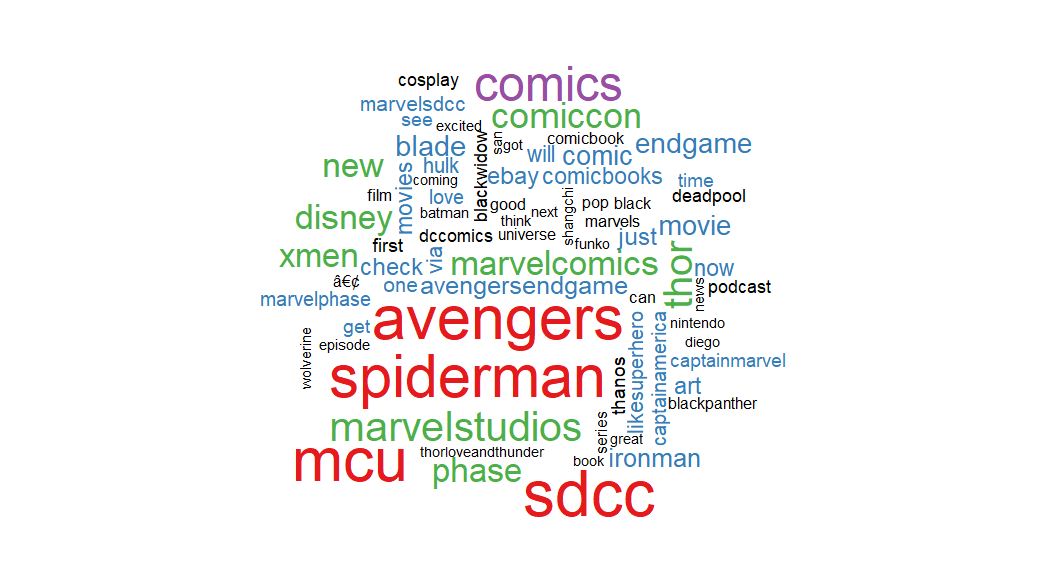 cosplay
comics
marvelsdcc
comiccon
see
excited
blade
san
got
comicbook
endgame
new
hulk
blackwidow
will
comic
movies
coming
ebay
comicbooks
time
film
love
good
shangchi
pop
black
deadpool
disney
batman
think
next
marvels
movie
first
dccomics
universe
funko
just
xmen
check
via
marvelcomics
thor
now
â€¢
one
avengersendgame
can
news
podcast
marvelphase
get
avengers
likesuperhero
captainamerica
nintendo
wolverine
episode
diego
spiderman
thanos
captainmarvel
art
blackpanther
marvelstudios
series
great
mcu
thorloveandthunder
book
ironman
phase
sdcc